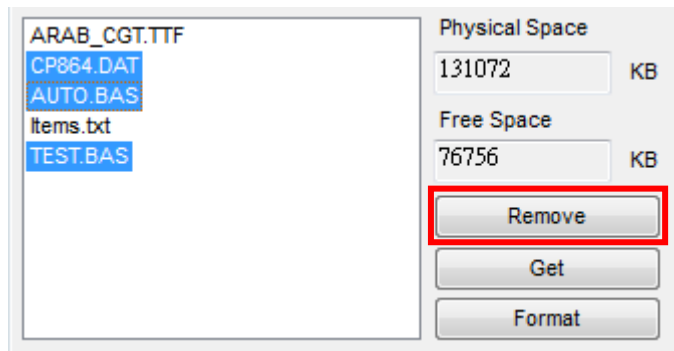 ARAB_CGT.TTF
CP864.DAT
AUTO.BAS
Items.txt
TEST.BAS
Physical Space
131072 KB
Free Space
76756 KB
Remove
Get
Format